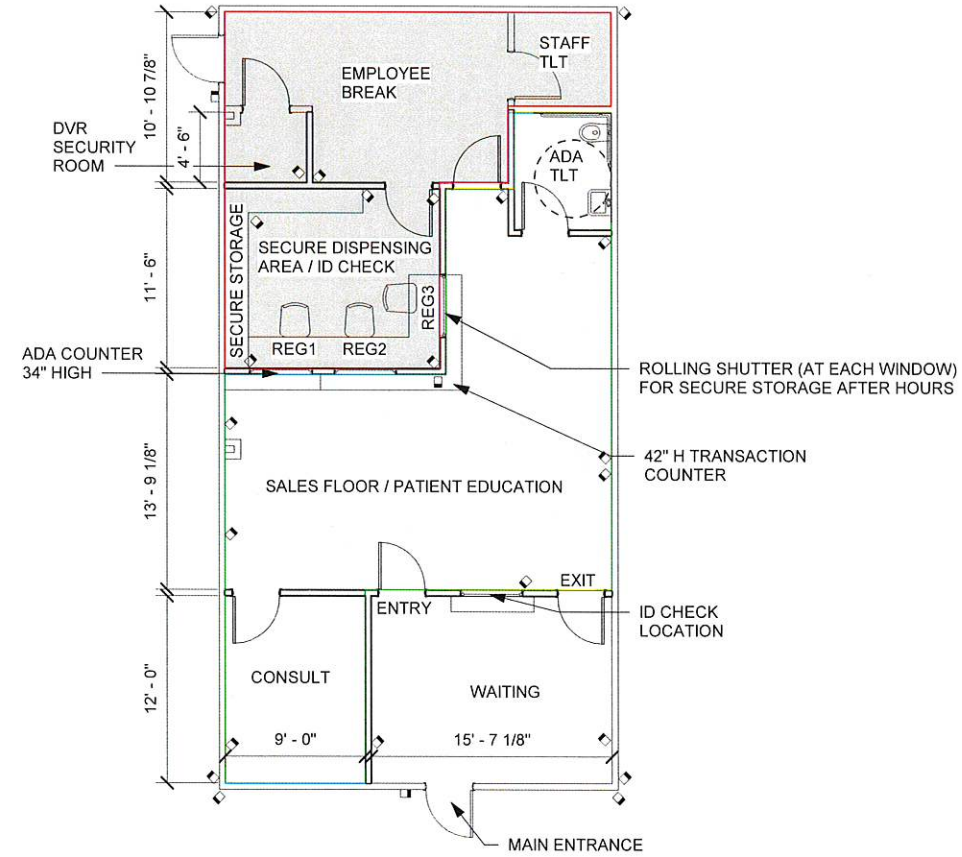 STAFF
TLT
EMPLOYEE
BREAK
10' - 10 7/8"
DVR
SECURITY
ROOM
4' - 6"
ADA
TLT
SECURE STORAGE
SECURE DISPENSING
AREA / ID CHECK
11' - 6"
REG3
REG1
REG2
ADA COUNTER
34" HIGH
ROLLING SHUTTER (AT EACH WINDOW)
FOR SECURE STORAGE AFTER HOURS
42" H TRANSACTION
COUNTER
13' - 9 1/8"
SALES FLOOR / PATIENT EDUCATION
EXIT
ENTRY
ID CHECK
LOCATION
12' - 0"
CONSULT
WAITING
9' - 0"
15' - 7 1/8"
MAIN ENTRANCE